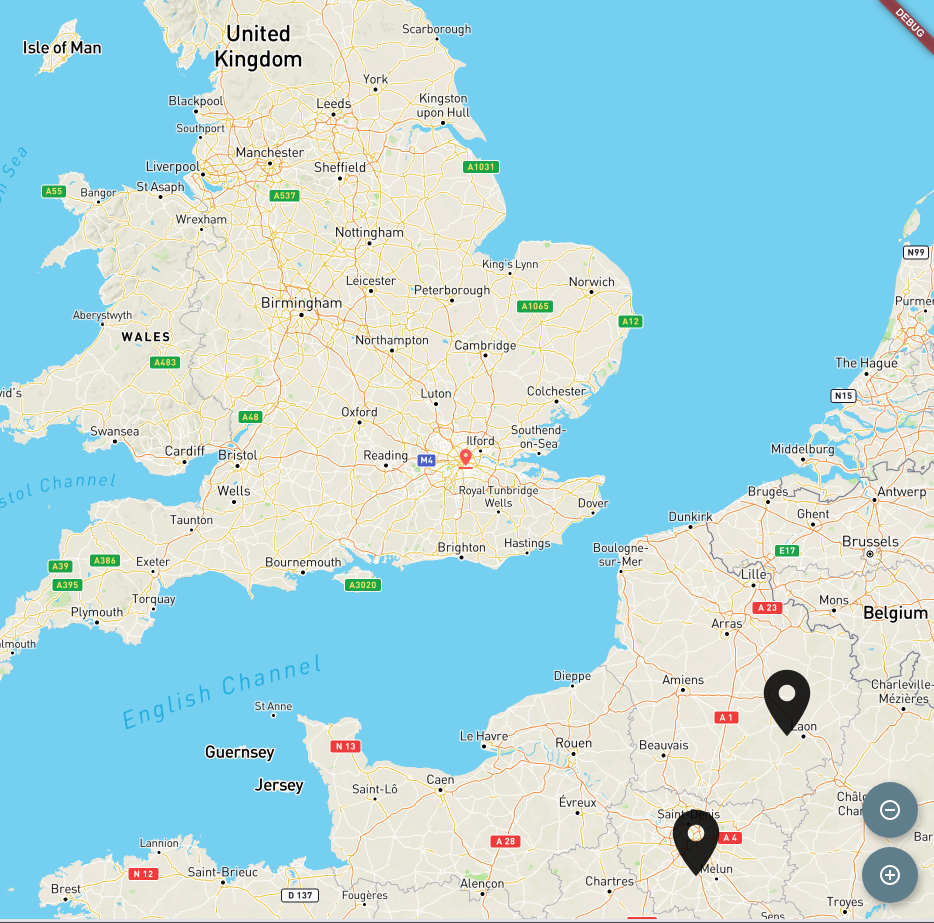 DEBUG
Scarborough
United
Kingdom
Isle of Man
York
Blackpool
Leeds
Kingston
upon Hull
Southport
Manchester
Liverpool
Sheffield
A1031
St Asaph
A55
Bangor
A537
Wrexham
Nottingham
N99
King's Lynn
Leicester
Norwich
Peterborough
Birmingham
A1065
Purmer
Aberystwyth
A12
WALES
Northampton
Cambridge
A483
The Hague
Luton
Colchester
N15
vid's
Oxford
A48
Swansea
Southend-
on-Sea
Ilford
Cardiff
Bristol
Reading
M4
Middelburg
stol Channel
n Sea
Wells
Royal Tunbridge
Wells
Bruges
Antwerp
Dover
Taunton
Dunkirk
Ghent
Brussels
Brighton
Hastings
Boulogne-
sur-Mer
E17
A39
A386
Exeter
Bournemouth
Lille
A395
A3020
Torquay
Mons
A 23
Plymouth
Belgium
Arras
almouth
English Channel
Dieppe
Amiens
Charleville-
Mézières
St Anne
A 1
Laon
Le Havre
Guernsey
N 13
Rouen
Beauvais
Jersey
Caen
Saint-Lô
Évreux
Châlo
Char
Saint-Denis
Lannion
A 28
A 4
Bar
N 12
Saint-Brieuc
Melun
Brest
D 137
Fougères
Alençon
Chartres
Troyes
Sens